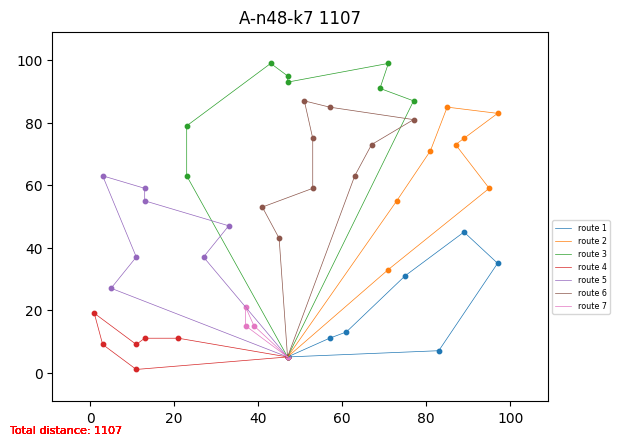 A-n48-k7 1107
100
80
60
40
20
0
0 20 40 60 80 100
route 1
route 2
route 3
route 4
route 5
route 6
route 7
Total distance: 1107